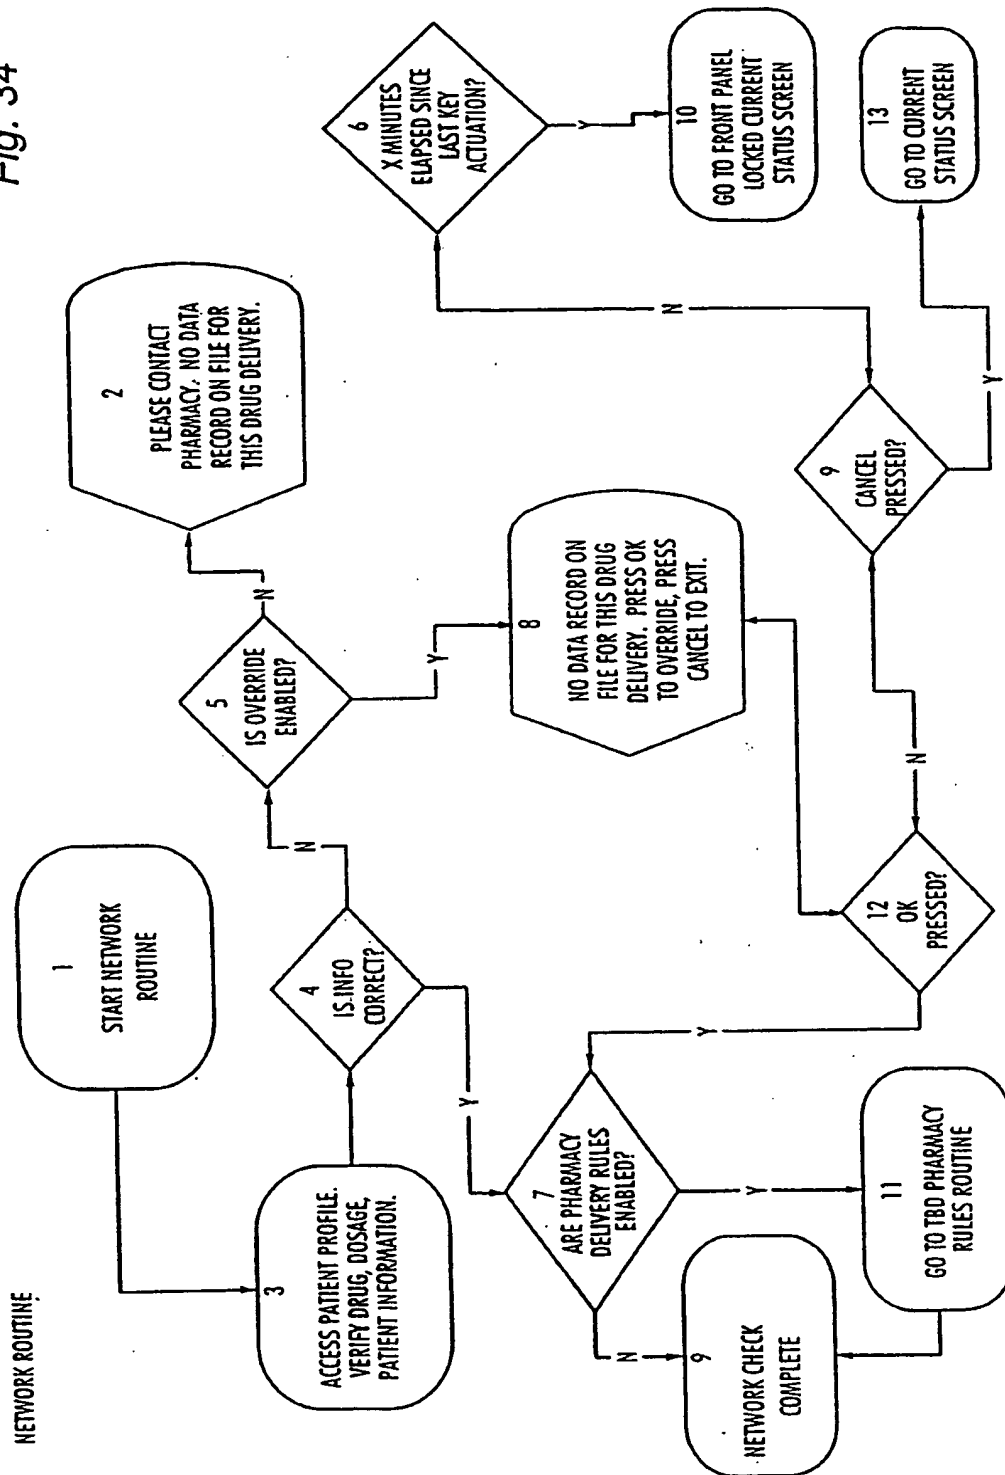 Fig. 34
NETWORK ROUTINE
1
START NETWORK
ROUTINE
2
PLEASE CONTACT
PHARMACY. NO DATA
RECORD ON FILE FOR
THIS DRUG DELIVERY.
3
ACCESS PATIENT PROFILE.
VERIFY DRUG, DOSAGE,
PATIENT INFORMATION.
4
IS INFO
CORRECT?
N
Y
5
IS OVERRIDE
ENABLED?
N
Y
6
X MINUTES
ELAPSED SINCE
LAST KEY
ACTUATION?
Y
N
7
ARE PHARMACY
DELIVERY RULES
ENABLED?
N
Y
8
NO DATA RECORD ON
FILE FOR THIS DRUG
DELIVERY. PRESS OK
TO OVERRIDE, PRESS
CANCEL TO EXIT.
9
CANCEL
PRESSED?
N
Y
10
GO TO FRONT PANEL
LOCKED CURRENT
STATUS SCREEN
9
NETWORK CHECK
COMPLETE
11
GO TO TBD PHARMACY
RULES ROUTINE
12
OK
PRESSED?
Y
13
GO TO CURRENT
STATUS SCREEN